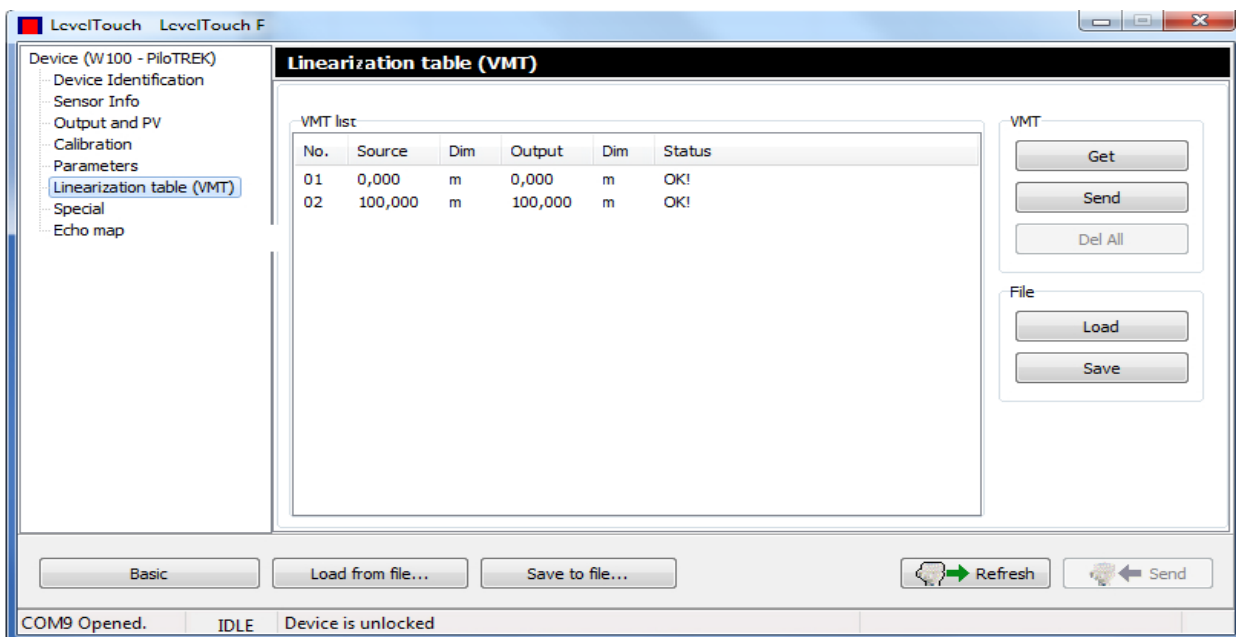 LevelTouch LevelTouch F
Device (W100 - PiloTREK)
Device Identification
Sensor Info
Output and PV
Calibration
Parameters
Linearization table (VMT)
Special
Echo map
Linearization table (VMT)
VMT list
No. Source Dim Output Dim Status
01 0,000 m 0,000 m OK!
02 100,000 m 100,000 m OK!
VMT
Get
Send
Del All
File
Load
Save
Basic Load from file... Save to file... Refresh Send
COM9 Opened. IDLE Device is unlocked